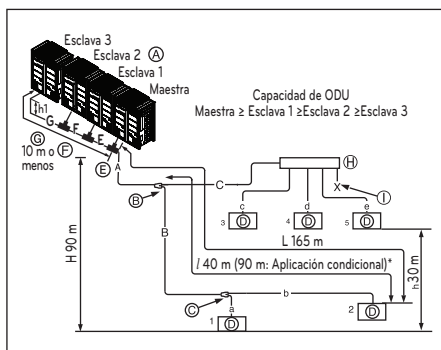 Esclava 3
Esclava 2 Ⓐ
Esclava 1
Maestra
Capacidad de ODU
Maestra ≥ Esclava 1 ≥Esclava 2 ≥Esclava 3
h1
G
F
E
Ⓖ Ⓕ
10 m o
menos
Ⓔ
A
Ⓗ
C
X
Ⓘ
Ⓑ
c
d
e
3 Ⓓ
4 Ⓓ
5 Ⓓ
H 90 m
B
L 165 m
h 30 m
l 40 m (90 m: Aplicación condicional)*
Ⓒ
b
a
1 Ⓓ
2 Ⓓ